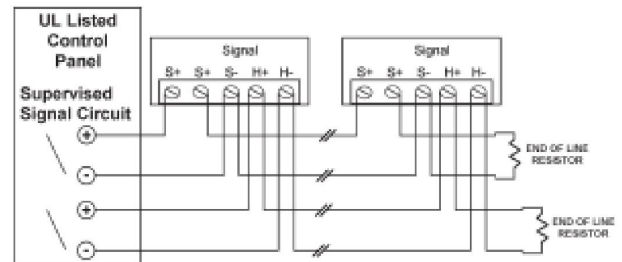 UL Listed
Control
Panel
Supervised
Signal Circuit
+
-
+
-
Signal
S+ S+ S- H+ H-
Signal
S+ S+ S- H+ H-
END OF LINE
RESISTOR
END OF LINE
RESISTOR